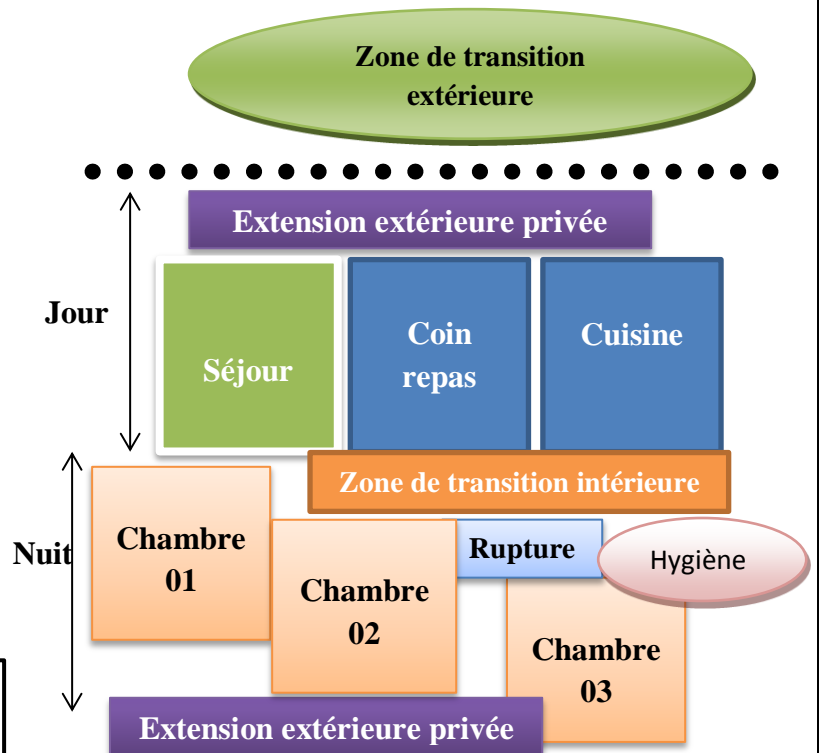 Zone de transition
extérieure
Extension extérieure privée
Jour
Séjour
Coin
repas
Cuisine
Zone de transition intérieure
Nuit
Chambre
01
Chambre
02
Rupture
Hygiène
Chambre
03
Extension extérieure privée